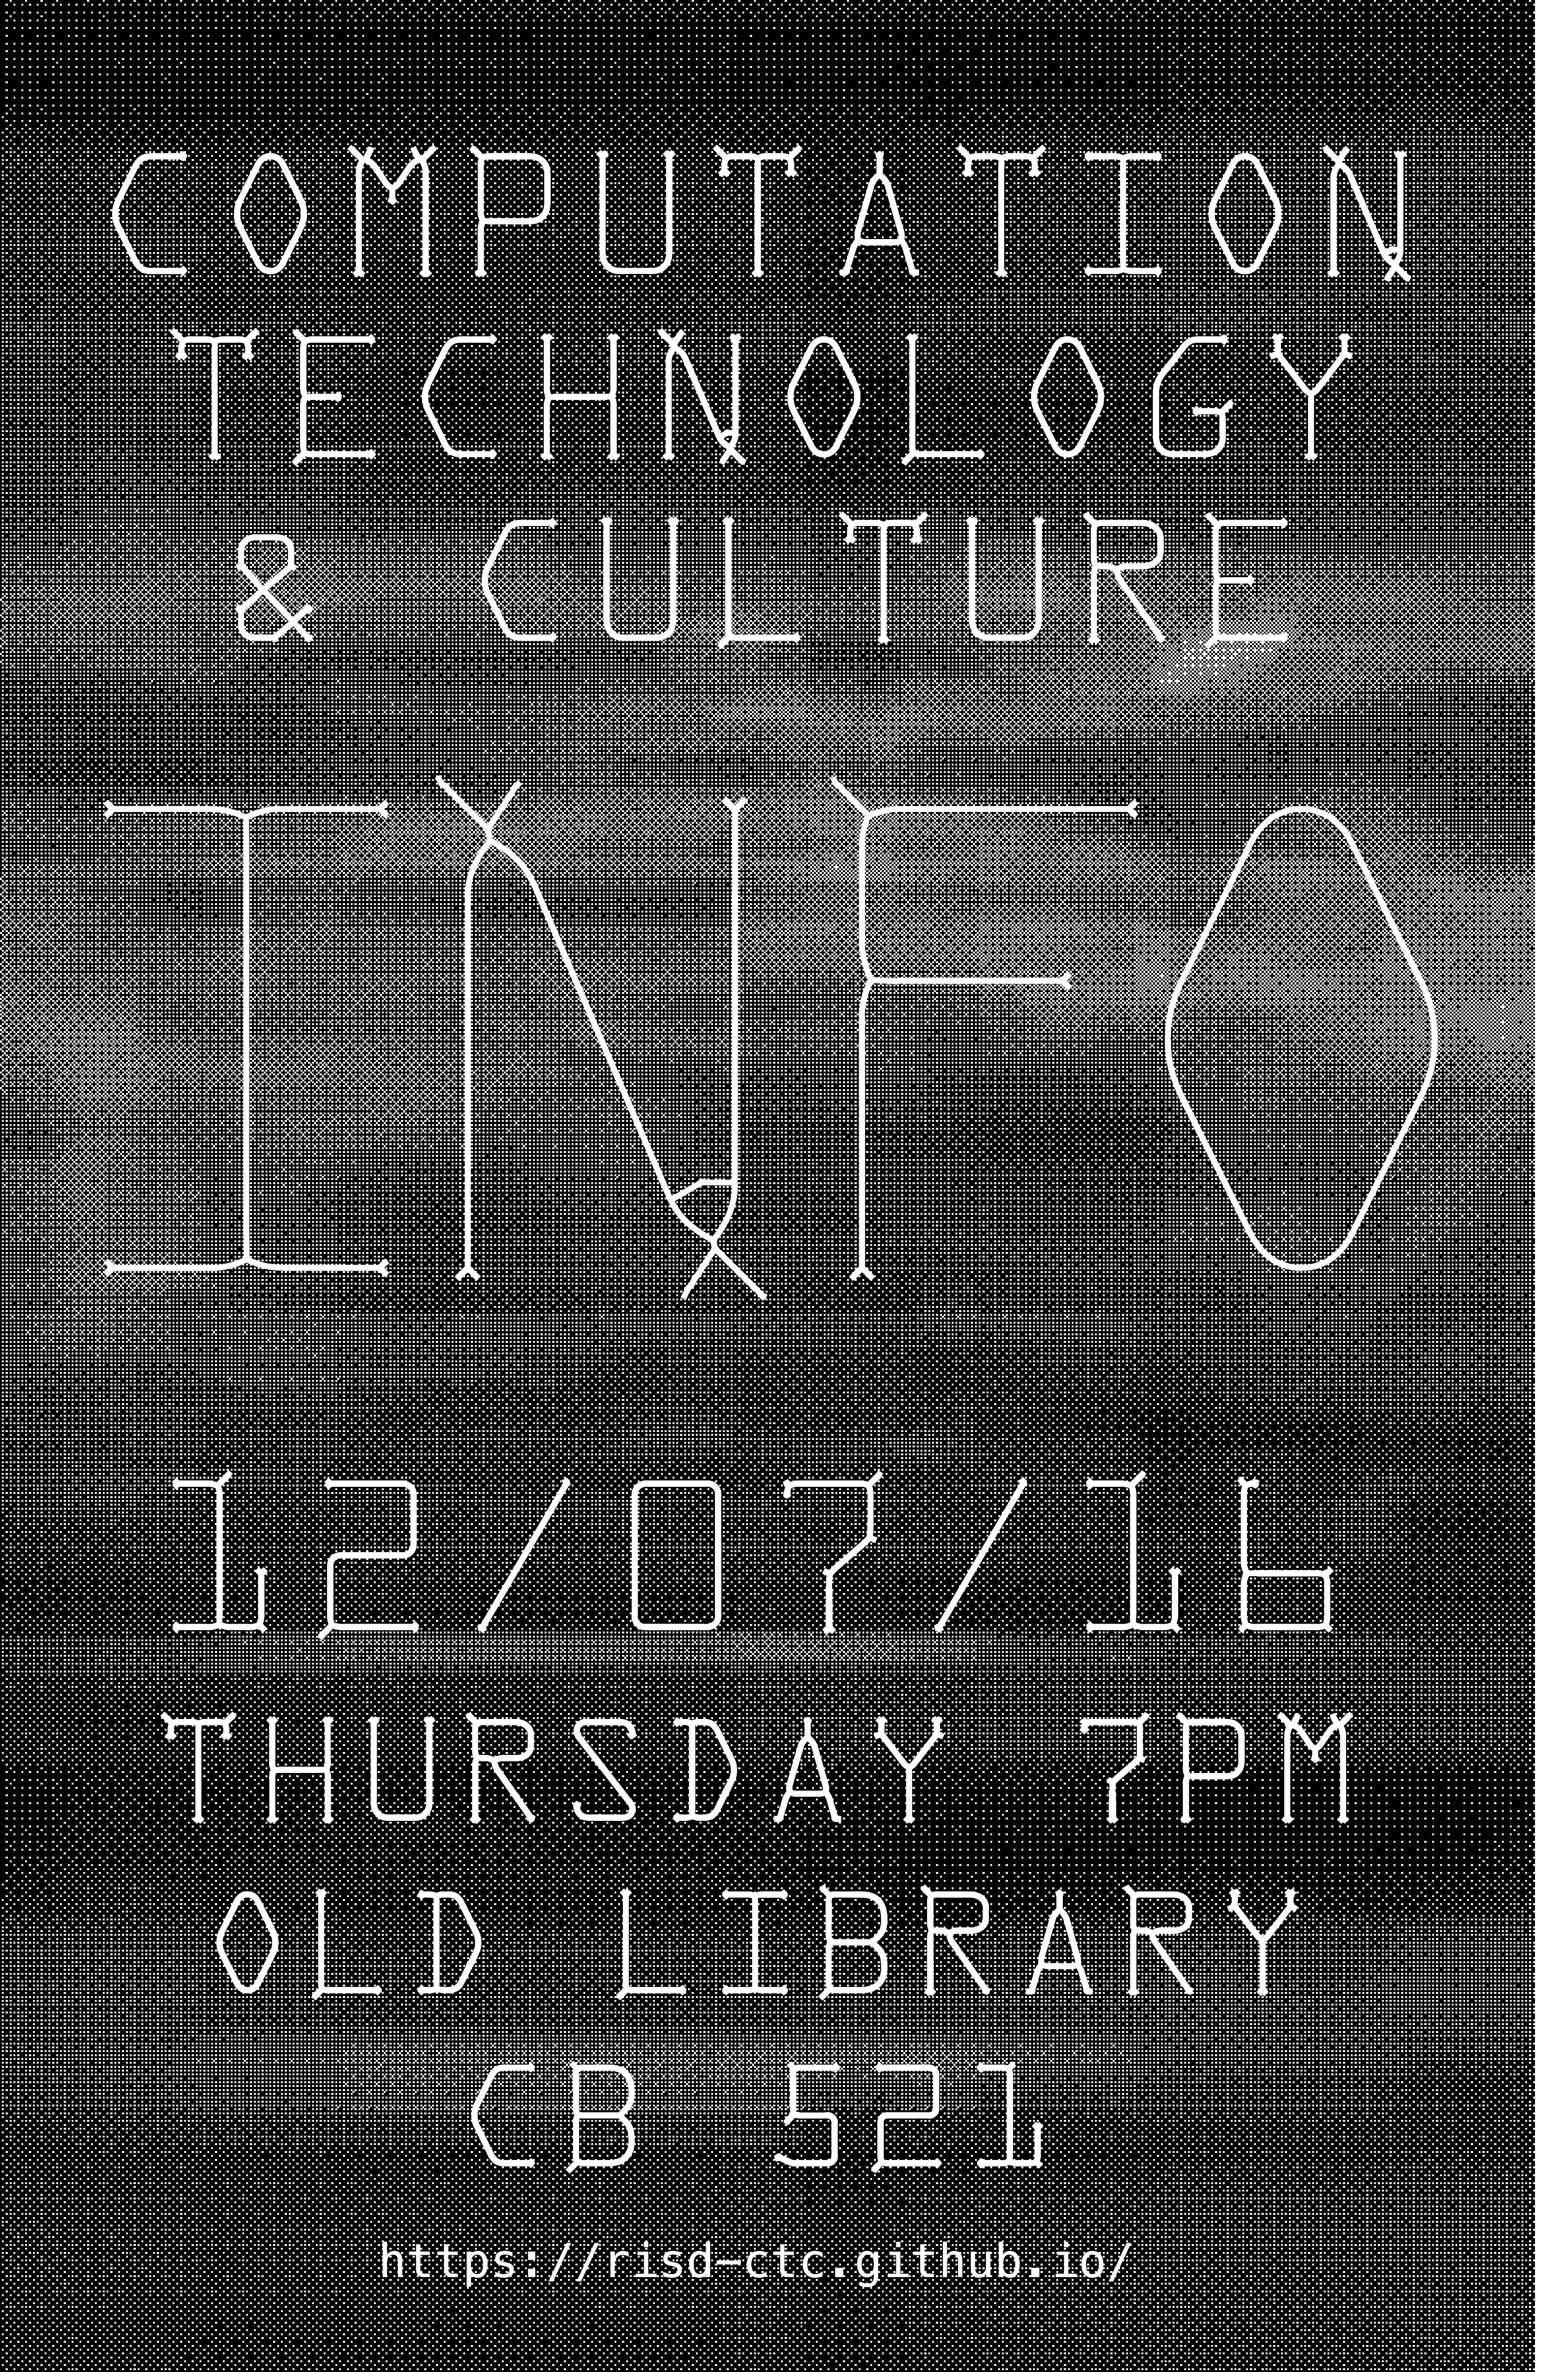 COMPUTATION
TECHNOLOGY
& CULTURE
INFO
12/07/16
THURSDAY 7PM
OLD LIBRARY
CB 521
https://risd-ctc.github.io/